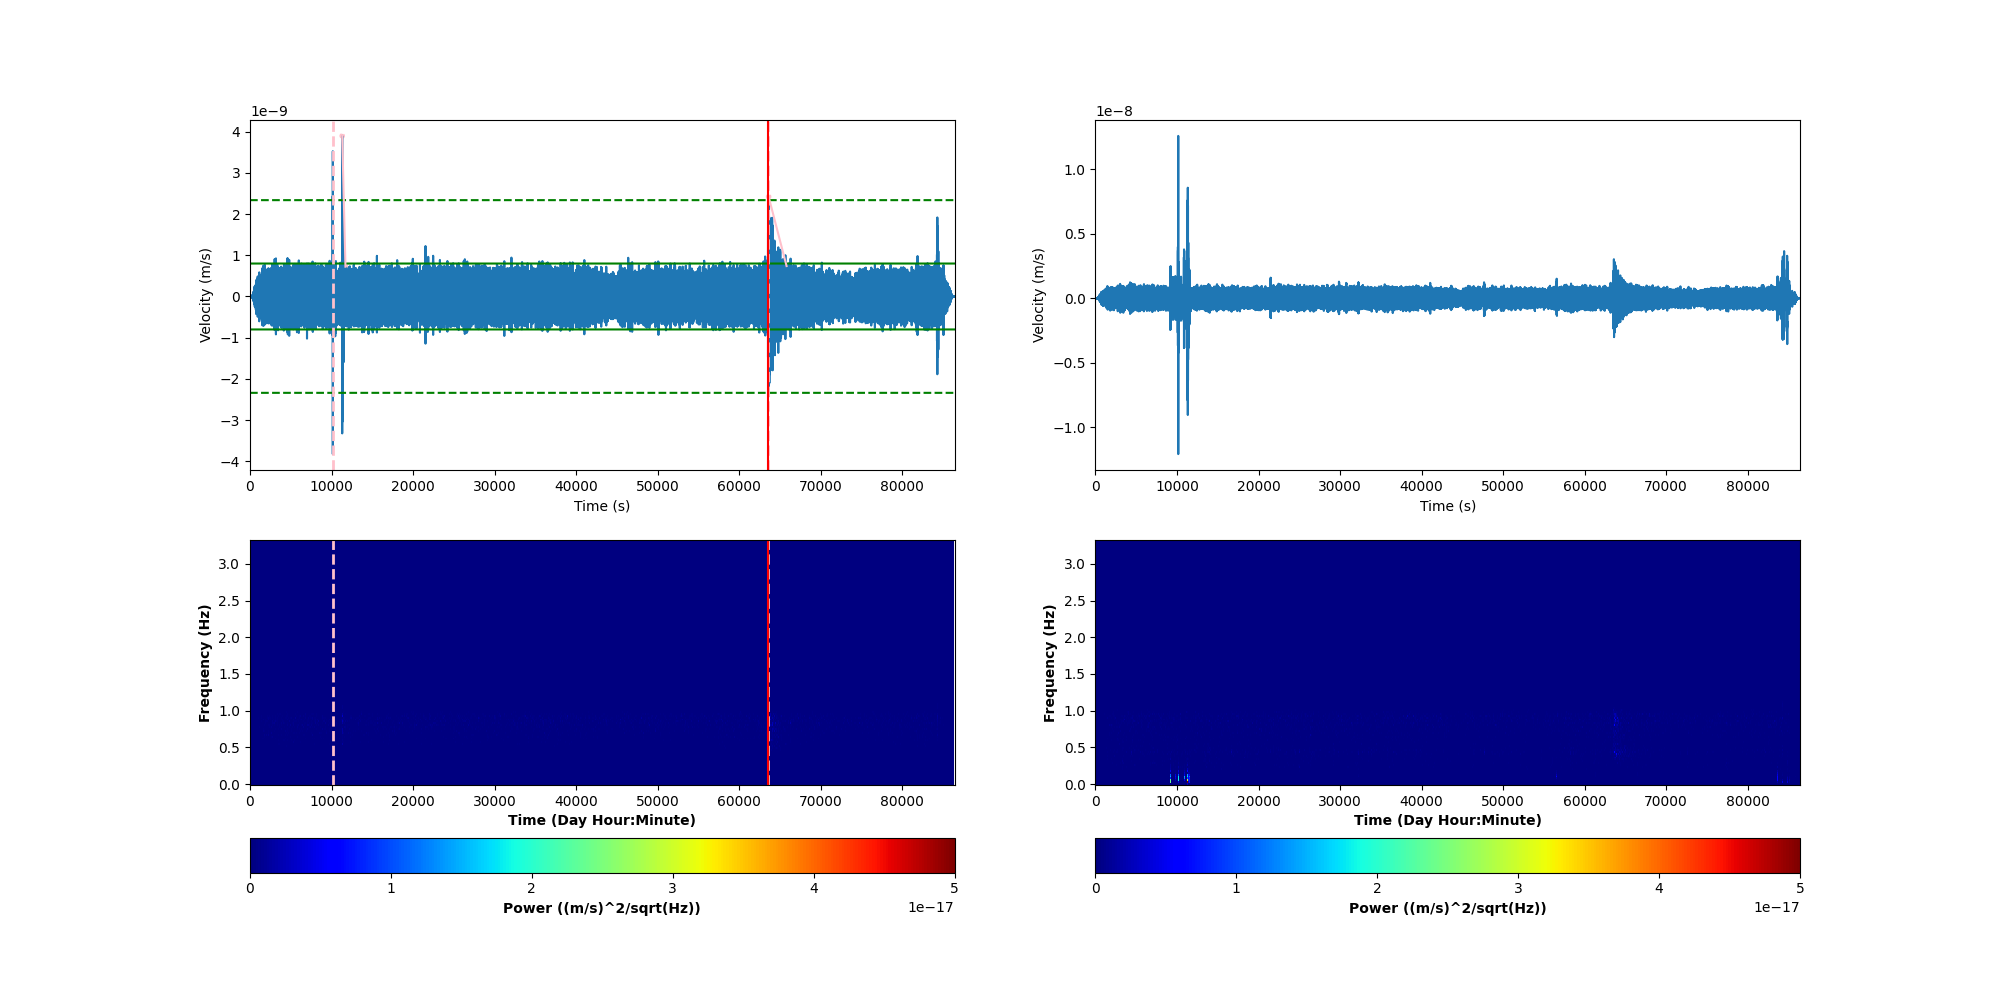 1e−9
4
3
2
1
0
−1
−2
−3
−4
Velocity (m/s)
0 10000 20000 30000 40000 50000 60000 70000 80000
Time (s)
1e−8
1.0
0.5
0.0
−0.5
−1.0
Velocity (m/s)
0 10000 20000 30000 40000 50000 60000 70000 80000
Time (s)
3.0
2.5
2.0
1.5
1.0
0.5
0.0
Frequency (Hz)
0 10000 20000 30000 40000 50000 60000 70000 80000
Time (Day Hour:Minute)
0 1 2 3 4 5
Power ((m/s)^2/sqrt(Hz))
1e−17
3.0
2.5
2.0
1.5
1.0
0.5
0.0
Frequency (Hz)
0 10000 20000 30000 40000 50000 60000 70000 80000
Time (Day Hour:Minute)
0 1 2 3 4 5
Power ((m/s)^2/sqrt(Hz))
1e−17